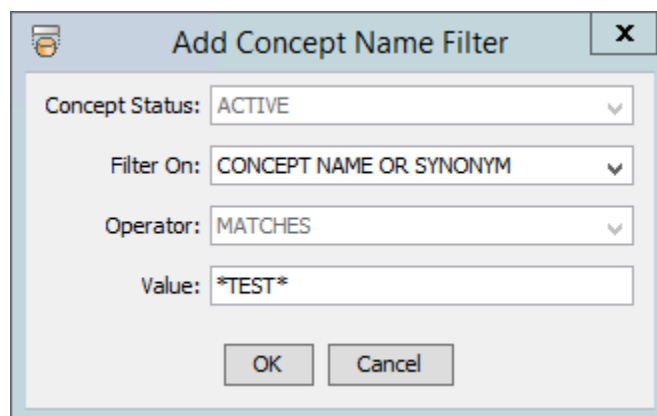 Add Concept Name Filter x
Concept Status: ACTIVE
Filter On: CONCEPT NAME OR SYNONYM
Operator: MATCHES
Value: *TEST*
OK Cancel